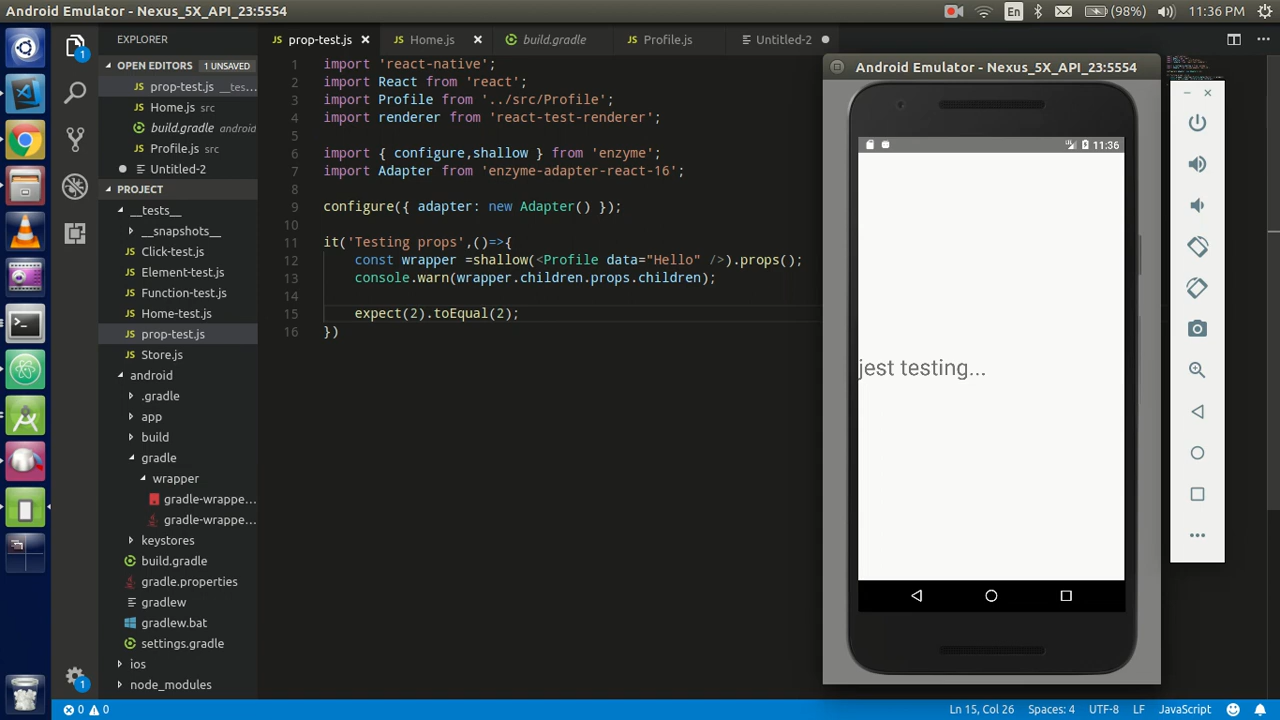 Android Emulator - Nexus_5X_API_23:5554
En
(98%)
11:36 PM
EXPLORER
OPEN EDITORS 1 UNSAVED
JS prop-test.js __tes...
JS Home.js src
build.gradle android
JS Profile.js src
Untitled-2
PROJECT
__tests__
__snapshots__
JS Click-test.js
JS Element-test.js
JS Function-test.js
JS Home-test.js
JS prop-test.js
JS Store.js
android
.gradle
app
build
gradle
wrapper
gradle-wrappe...
gradle-wrappe...
keystores
build.gradle
gradle.properties
gradlew
gradlew.bat
settings.gradle
ios
node_modules
1
1
JS prop-test.js
JS Home.js
build.gradle
JS Profile.js
Untitled-2
1 import 'react-native';
2 import React from 'react';
3 import Profile from '../src/Profile';
4 import renderer from 'react-test-renderer';
5
6 import { configure,shallow } from 'enzyme';
7 import Adapter from 'enzyme-adapter-react-16';
8
9 configure({ adapter: new Adapter() });
10
11 it('Testing props',()=>{
12 const wrapper =shallow(<Profile data="Hello" />).props();
13 console.warn(wrapper.children.props.children);
14
15 expect(2).toEqual(2);
16 })
Android Emulator - Nexus_5X_API_23:5554
11:36
jest testing...
0 0
Ln 15, Col 26
Spaces: 4
UTF-8
LF
JavaScript